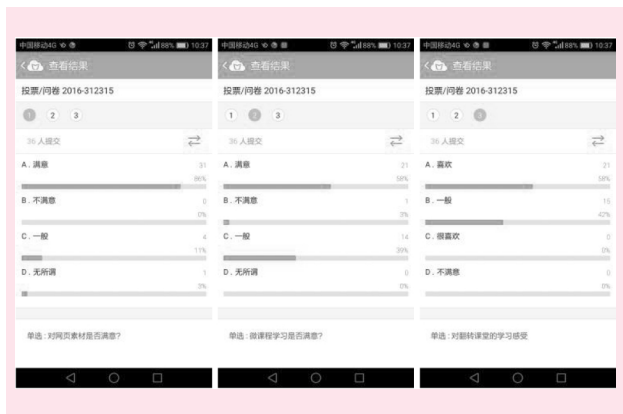 中国移动4G 88% 10:37
查看结果
投票/问卷 2016-312315
1 2 3
36 人提交
A . 满意 31
86%
B . 不满意 0
0%
C . 一般 4
11%
D . 无所谓 1
3%
单选 : 对网页素材是否满意?
中国移动4G 88% 10:37
查看结果
投票/问卷 2016-312315
1 2 3
36 人提交
A . 满意 21
58%
B . 不满意 1
3%
C . 一般 14
39%
D . 无所谓 0
0%
单选 : 微课程学习是否满意?
中国移动4G 88% 10:37
查看结果
投票/问卷 2016-312315
1 2 3
36 人提交
A . 喜欢 21
58%
B . 一般 15
42%
C . 很喜欢 0
0%
D . 不满意 0
0%
单选 : 对翻转课堂的学习感受